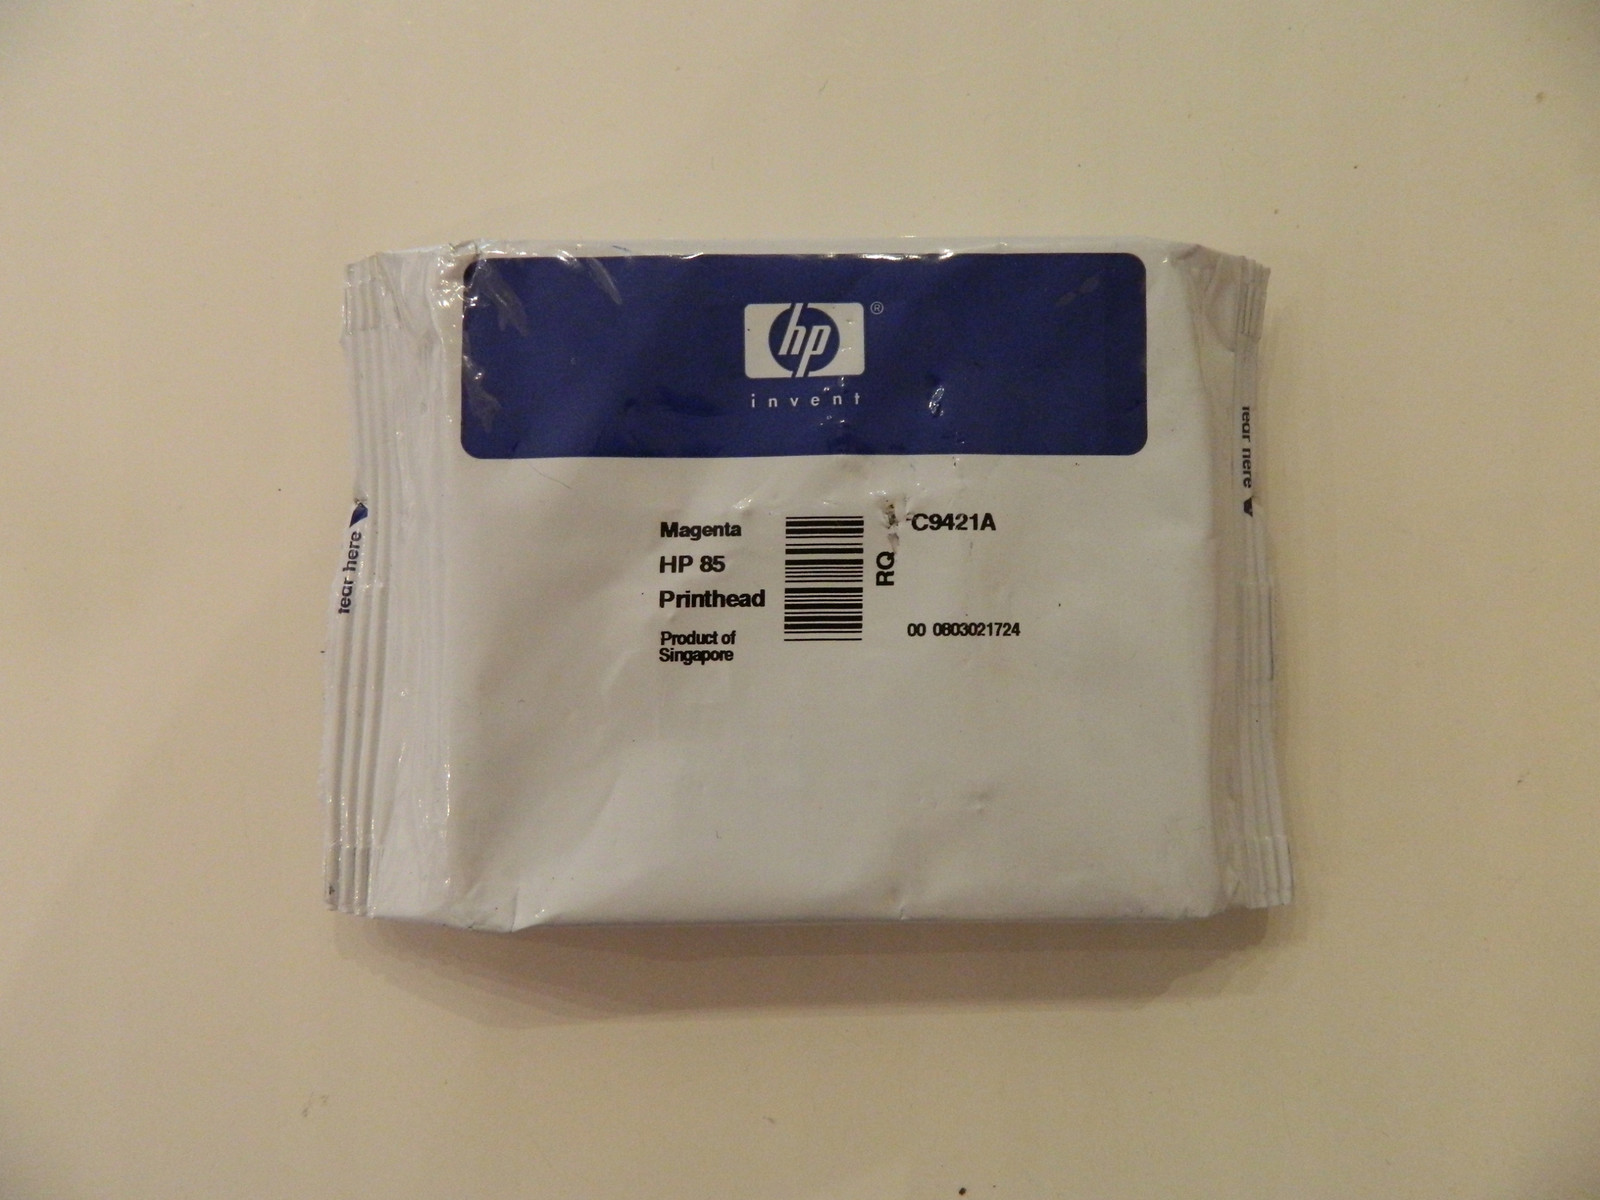 hp ®
invent
Magenta
HP 85
Printhead
Product of
Singapore
RQ
C9421A
00 0803021724
tear here
tear here